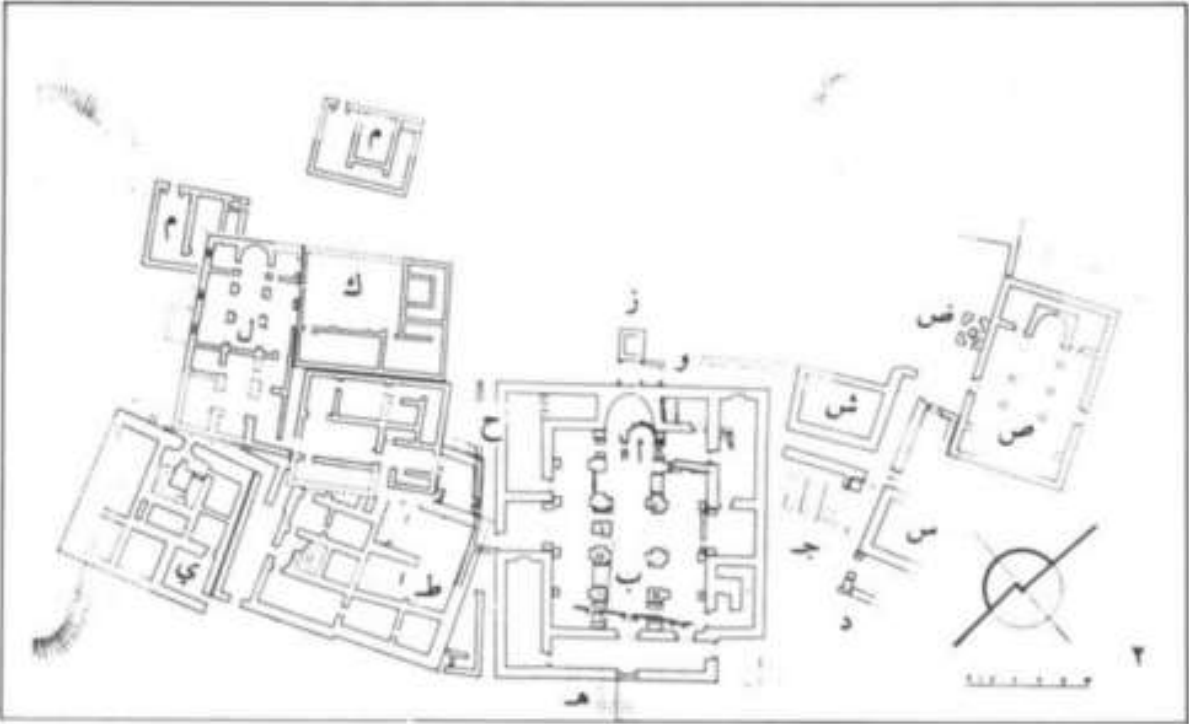 م
م
ك
ل
ز
و
ض
ش
ص
ح
أ
ب
س
ج
ط
ي
د
هـ
٢